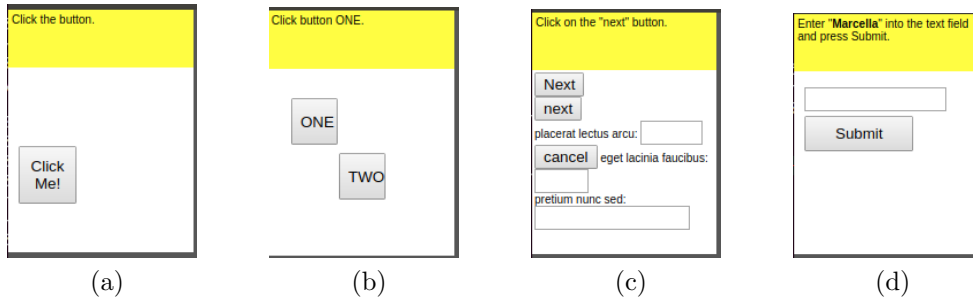 Click the button.
Click
Me!
(a)
Click button ONE.
ONE
TWO
(b)
Click on the "next" button.
Next
next
placerat lectus arcu:
cancel eget lacinia faucibus:
pretium nunc sed:
(c)
Enter "Marcella" into the text field
and press Submit.
Submit
(d)